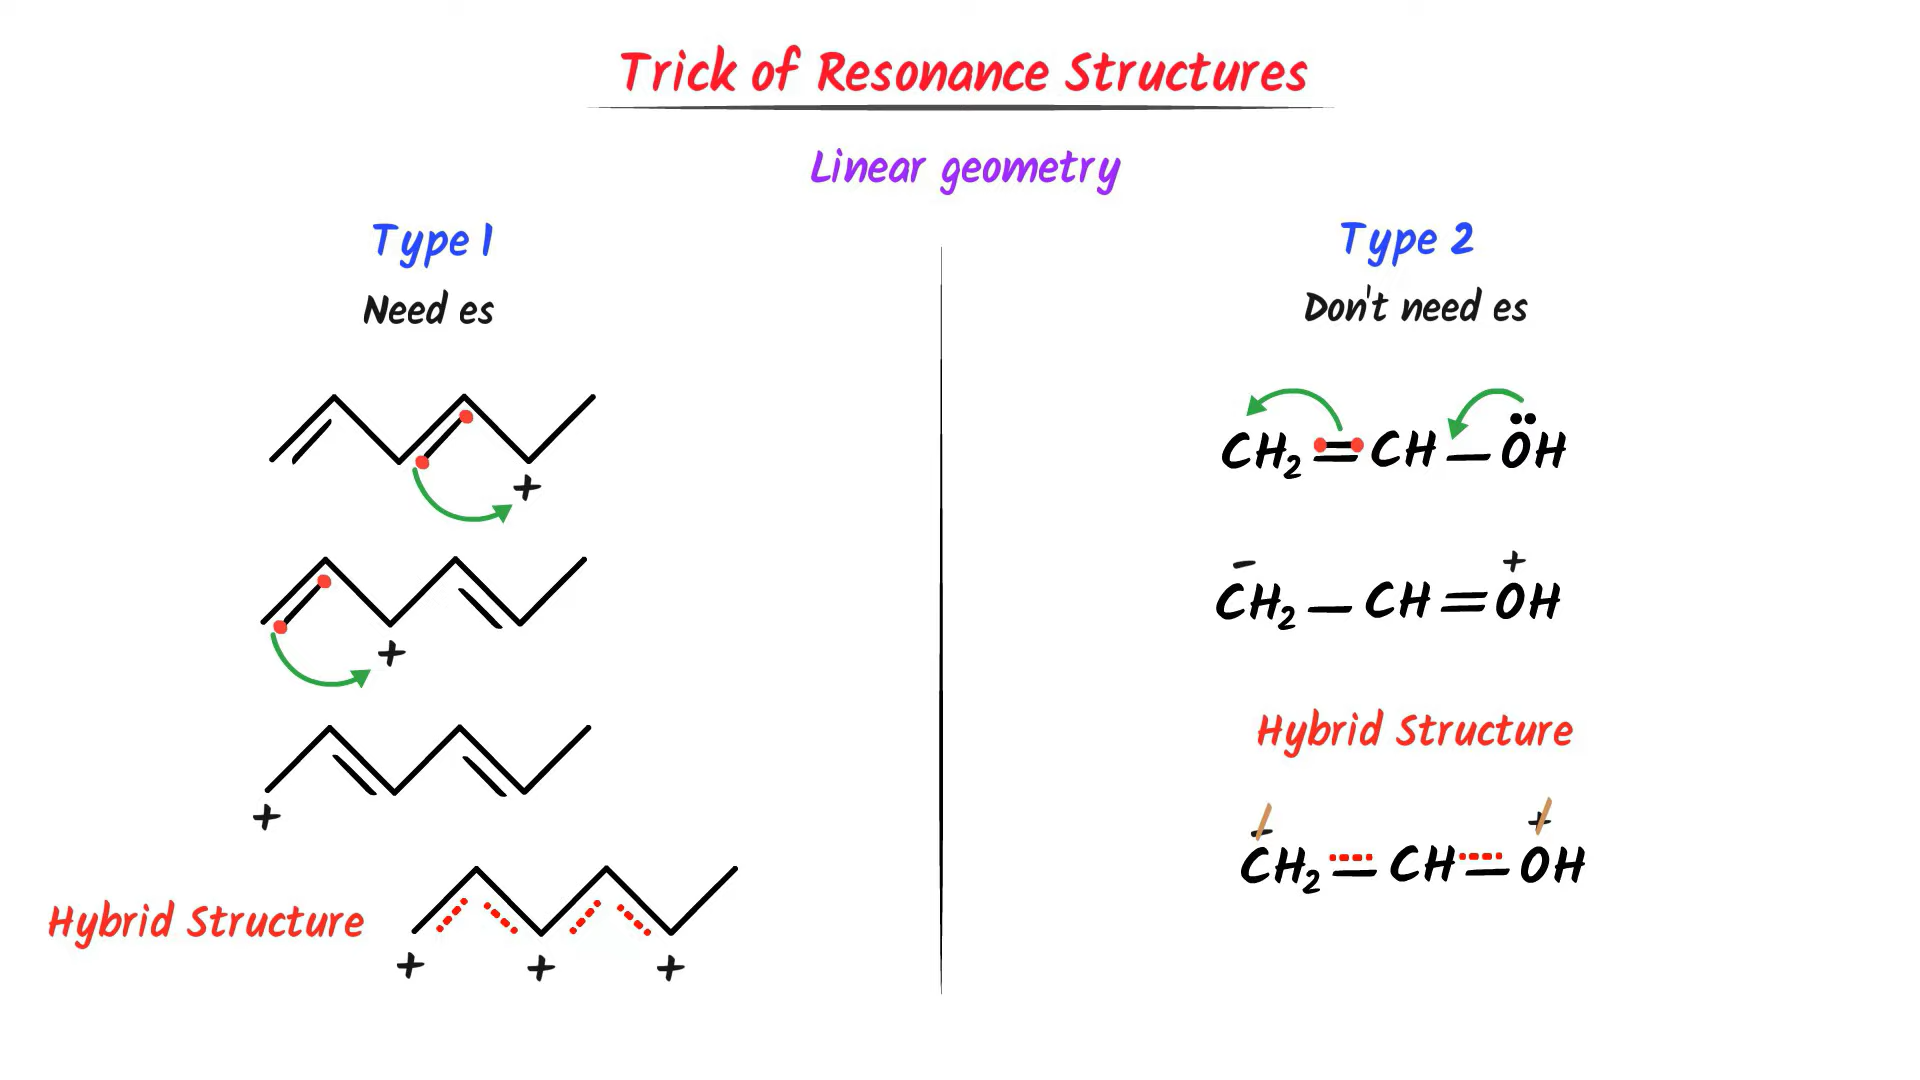 Trick of Resonance Structures
Linear geometry
Type 1
Need es
+
+
+
Hybrid Structure
+ + +
Type 2
Don't need es
CH₂ = CH — ÖH
- +
CH₂ — CH = OH
Hybrid Structure
- +
CH₂ = CH = OH